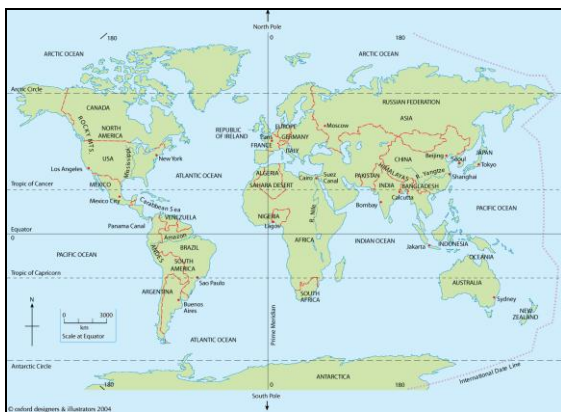 North Pole
180
0
180
ARCTIC OCEAN
ARCTIC OCEAN
ARCTIC OCEAN
Arctic Circle
RUSSIAN FEDERATION
CANADA
ASIA
ROCKY MTS.
NORTH
AMERICA
REPUBLIC
OF IRELAND
EUROPE
GERMANY
FRANCE
ITALY
Moscow
USA
Mississippi
New York
Los Angeles
CHINA
Beijing
Seoul
JAPAN
Tokyo
ATLANTIC OCEAN
ALGERIA
SAHARA DESERT
Cairo
Suez
Canal
PAKISTAN
HIMALAYAS
R. Yangtze
Shanghai
Tropic of Cancer
MEXICO
Mexico City
Caribbean Sea
INDIA
BANGLADESH
Calcutta
Bombay
R. Nile
NIGERIA
Lagos
PACIFIC
OCEAN
Panama Canal
VENEZUELA
Equator
0
Amazon
AFRICA
INDIAN OCEAN
INDONESIA
Jakarta
PACIFIC
OCEAN
ANDES
BRAZIL
SOUTH
AMERICA
OCEANIA
Tropic of Capricorn
Sao Paulo
AUSTRALIA
ARGENTINA
Buenos
Aires
SOUTH
AFRICA
Sydney
NEW
ZEALAND
N
0
1000
km
Scale at Equator
ATLANTIC OCEAN
Prime Meridian
Antarctic Circle
International Date Line
ANTARCTICA
180
0
180
South Pole
© oxford designers & illustrators 2004